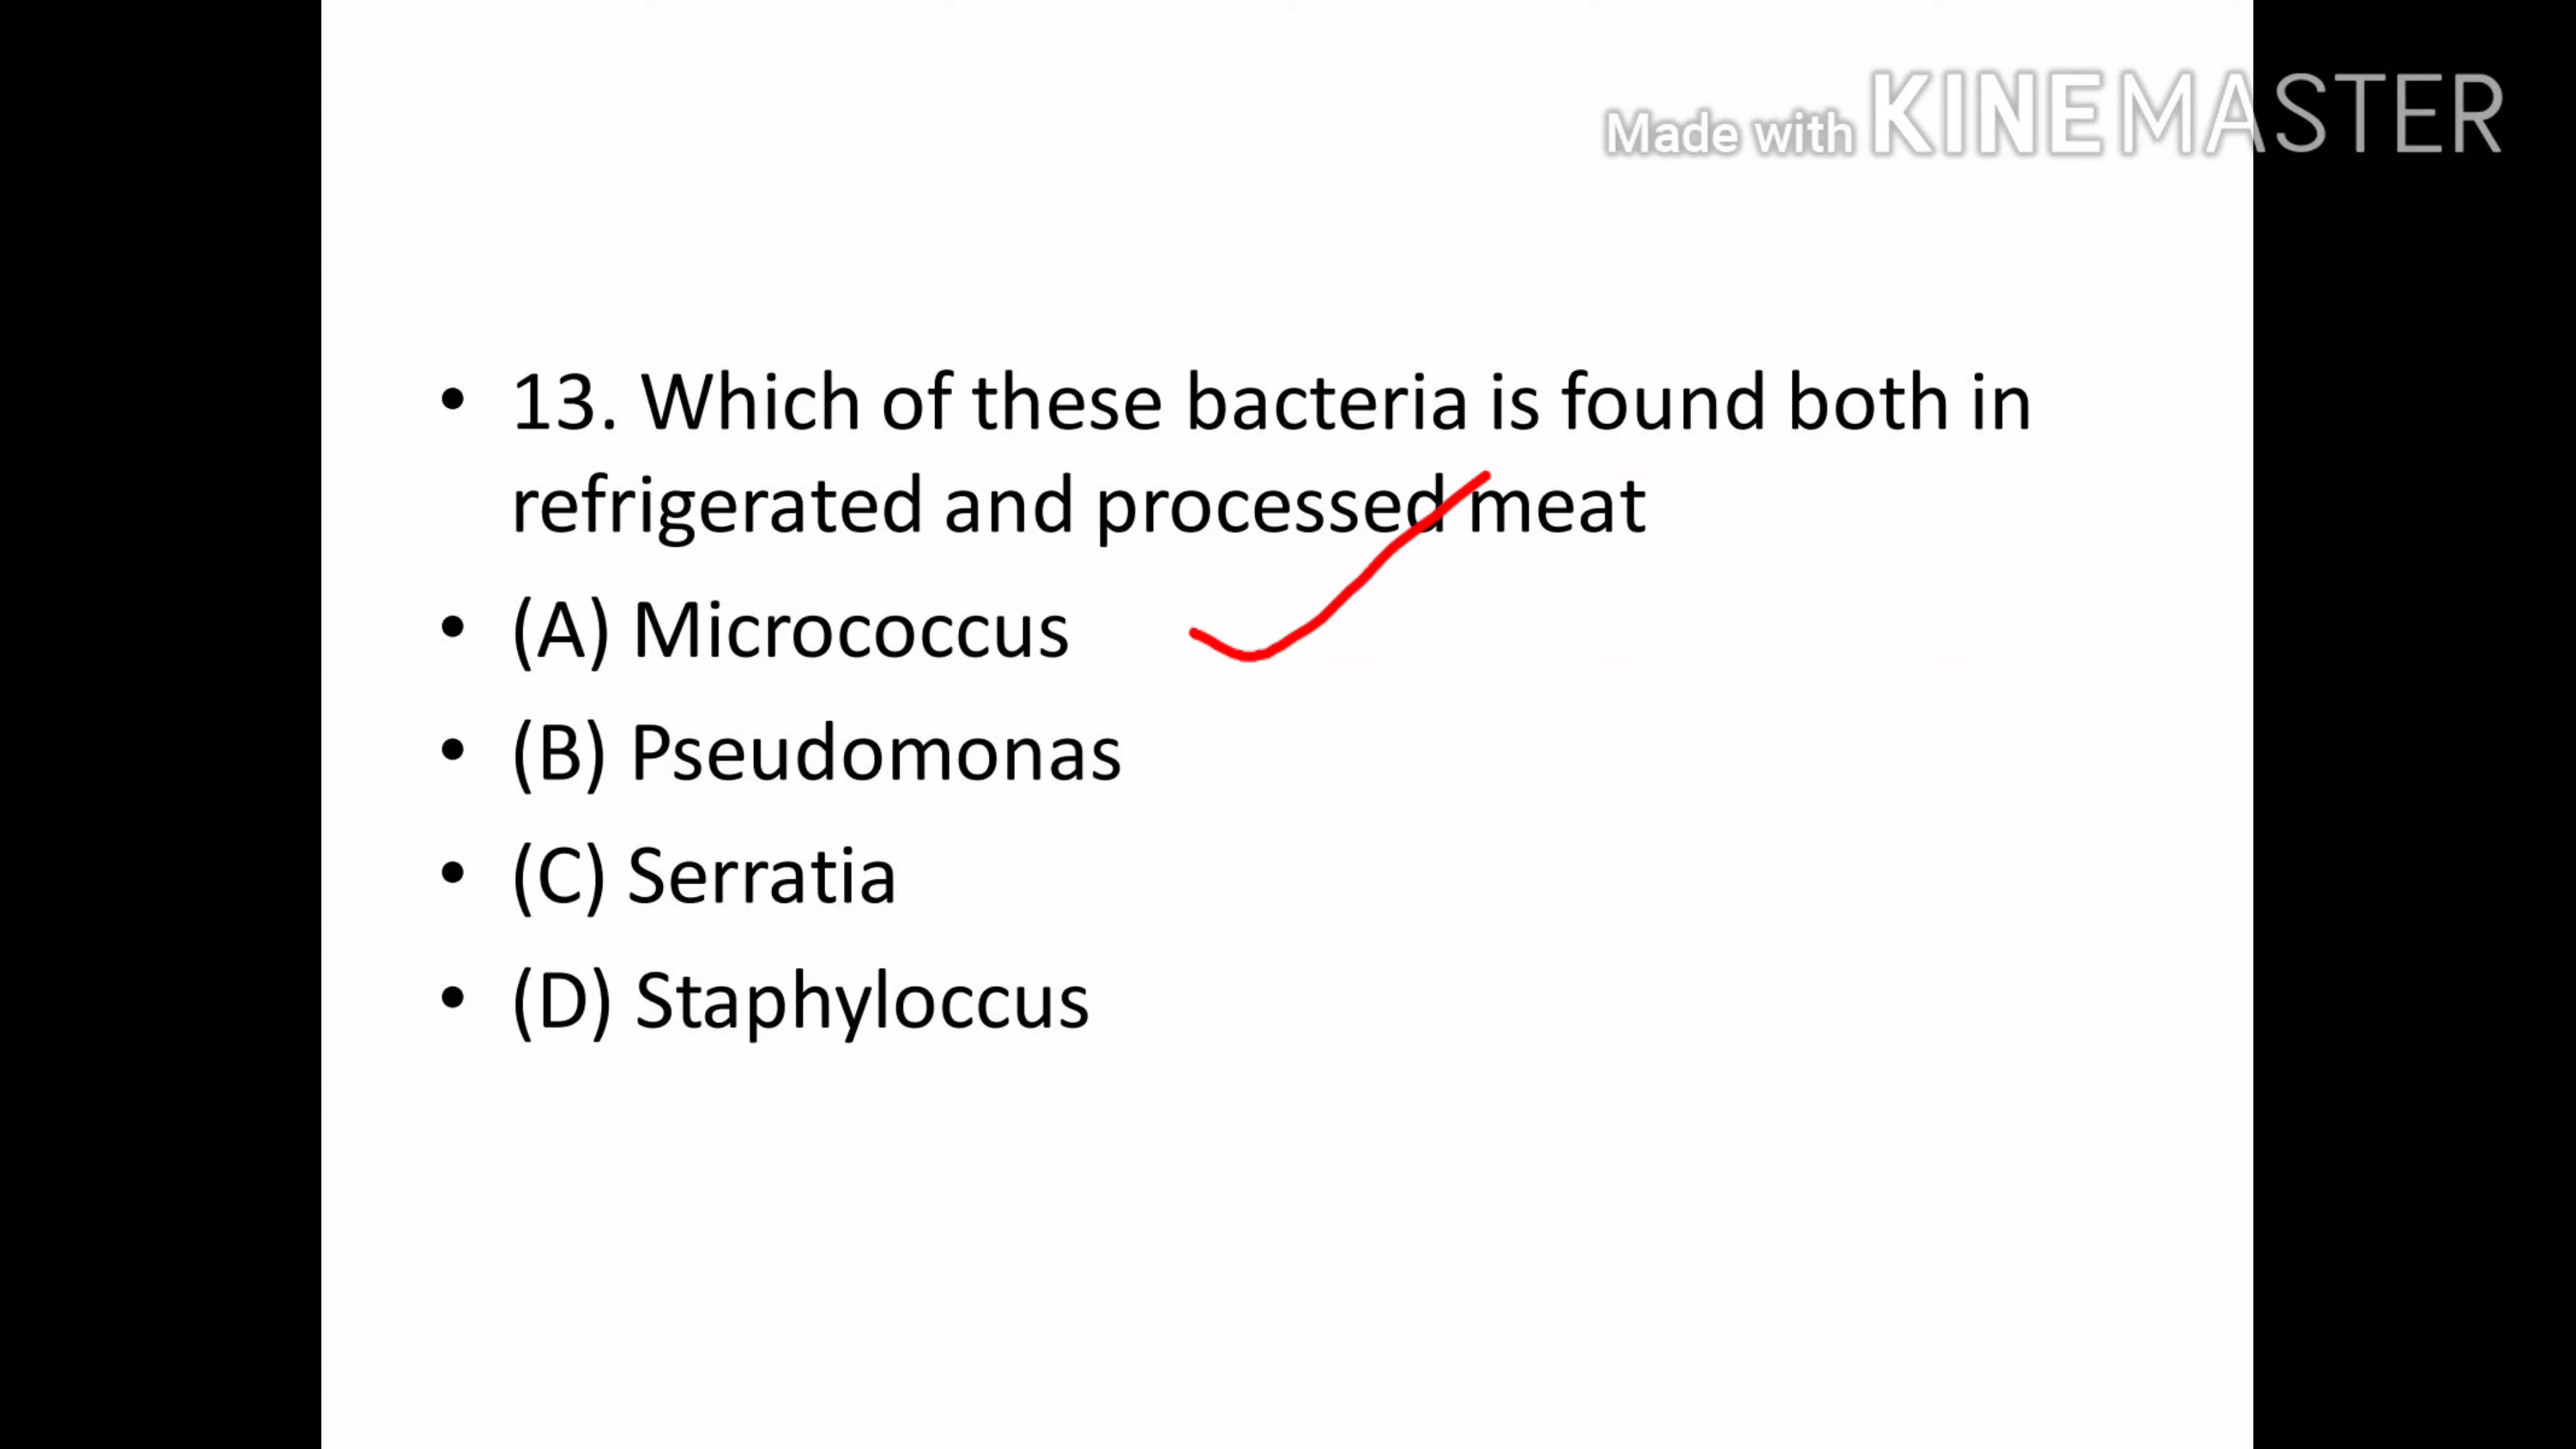 Made with KINEMASTER
• 13. Which of these bacteria is found both in
refrigerated and processed meat
• (A) Micrococcus
• (B) Pseudomonas
• (C) Serratia
• (D) Staphyloccus